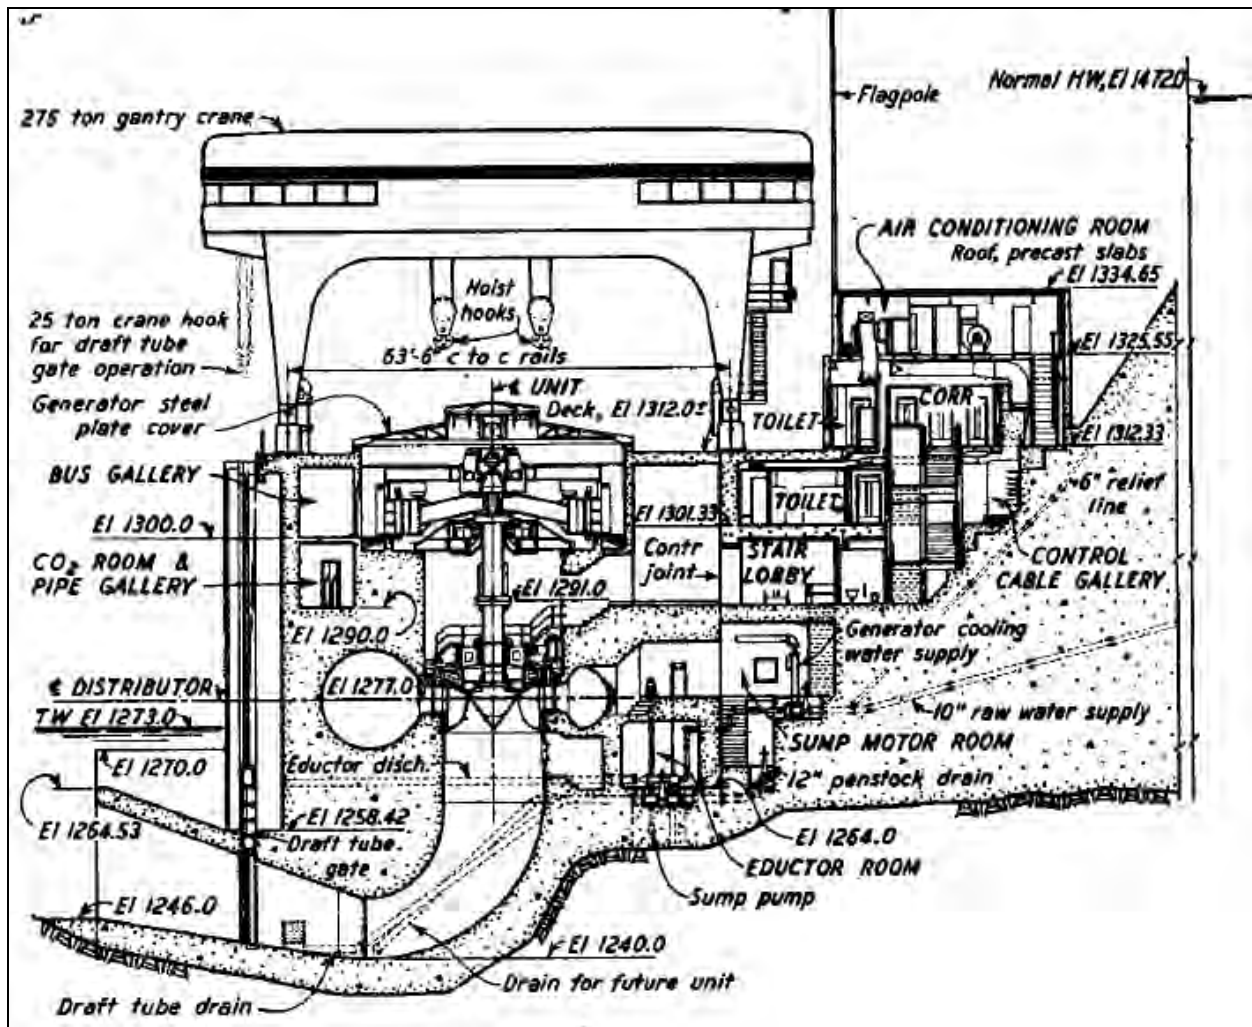 Normal HW, El 1472.0
Flagpole
275 ton gantry crane
AIR CONDITIONING ROOM
Roof, precast slabs
El 1334.65
Hoist
hooks
25 ton crane hook
for draft tube
gate operation
63'-6" c to c rails
El 1325.55
Generator steel
plate cover
℄ UNIT
Deck, El 1312.0±
CORR
TOILET
El 1312.33
BUS GALLERY
6" relief
line
TOILET
El 1301.33
El 1300.0
Contr
joint
STAIR
LOBBY
CONTROL
CABLE GALLERY
CO₂ ROOM &
PIPE GALLERY
El 1291.0
El 1290.0
Generator cooling
water supply
℄ DISTRIBUTOR
El 1277.0
TW El 1273.0
10" raw water supply
SUMP MOTOR ROOM
El 1270.0
Eductor disch.
12" penstock drain
El 1264.53
El 1258.42
Draft tube
gate
El 1264.0
EDUCTOR ROOM
Sump pump
El 1246.0
El 1240.0
Drain for future unit
Draft tube drain